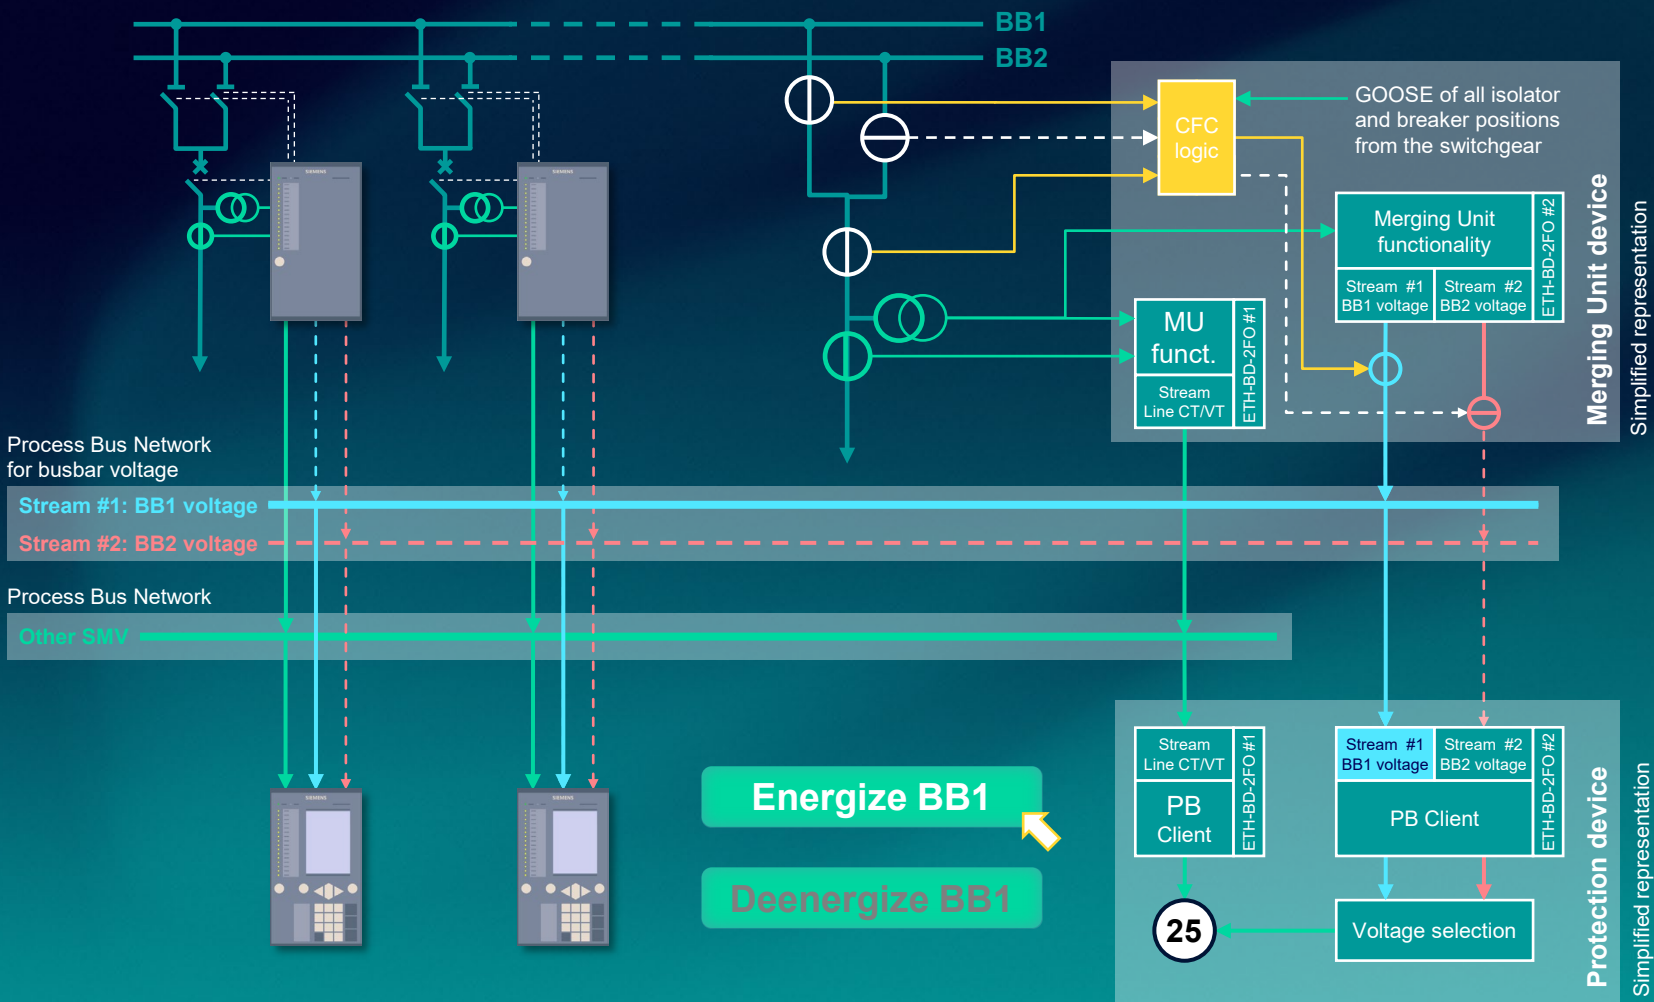 BB1
BB2
GOOSE of all isolator
and breaker positions
from the switchgear
CFC
logic
SIEMENS
SIEMENS
Merging Unit
functionality
Stream #1
BB1 voltage
Stream #2
BB2 voltage
ETH-BD-2FO #2
Merging Unit device
Simplified representation
MU
funct.
Stream
Line CT/VT
ETH-BD-2FO #1
Process Bus Network
for busbar voltage
Stream #1: BB1 voltage
Stream #2: BB2 voltage
Process Bus Network
Other SMV
Stream
Line CT/VT
PB
Client
ETH-BD-2FO #1
Stream #1
BB1 voltage
Stream #2
BB2 voltage
PB Client
ETH-BD-2FO #2
Protection device
Simplified representation
SIEMENS
SIEMENS
Energize BB1
Deenergize BB1
25
Voltage selection